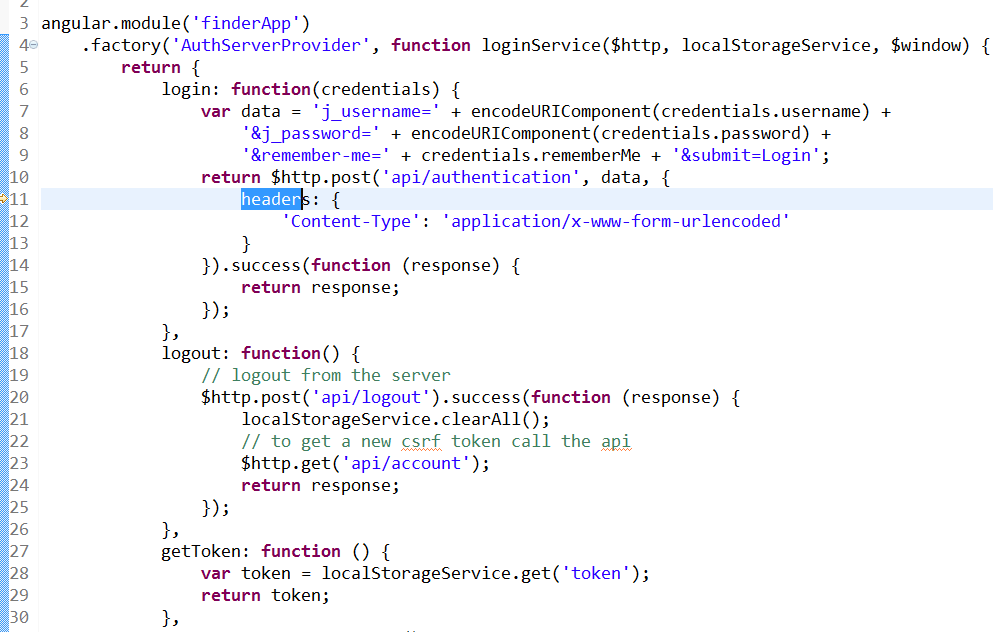 2
3 angular.module('finderApp')
4 .factory('AuthServerProvider', function loginService($http, localStorageService, $window) {
5 return {
6 login: function(credentials) {
7 var data = 'j_username=' + encodeURIComponent(credentials.username) +
8 '&j_password=' + encodeURIComponent(credentials.password) +
9 '&remember-me=' + credentials.rememberMe + '&submit=Login';
10 return $http.post('api/authentication', data, {
11 headers: {
12 'Content-Type': 'application/x-www-form-urlencoded'
13 }
14 }).success(function (response) {
15 return response;
16 });
17 },
18 logout: function() {
19 // logout from the server
20 $http.post('api/logout').success(function (response) {
21 localStorageService.clearAll();
22 // to get a new csrf token call the api
23 $http.get('api/account');
24 return response;
25 });
26 },
27 getToken: function () {
28 var token = localStorageService.get('token');
29 return token;
30 },